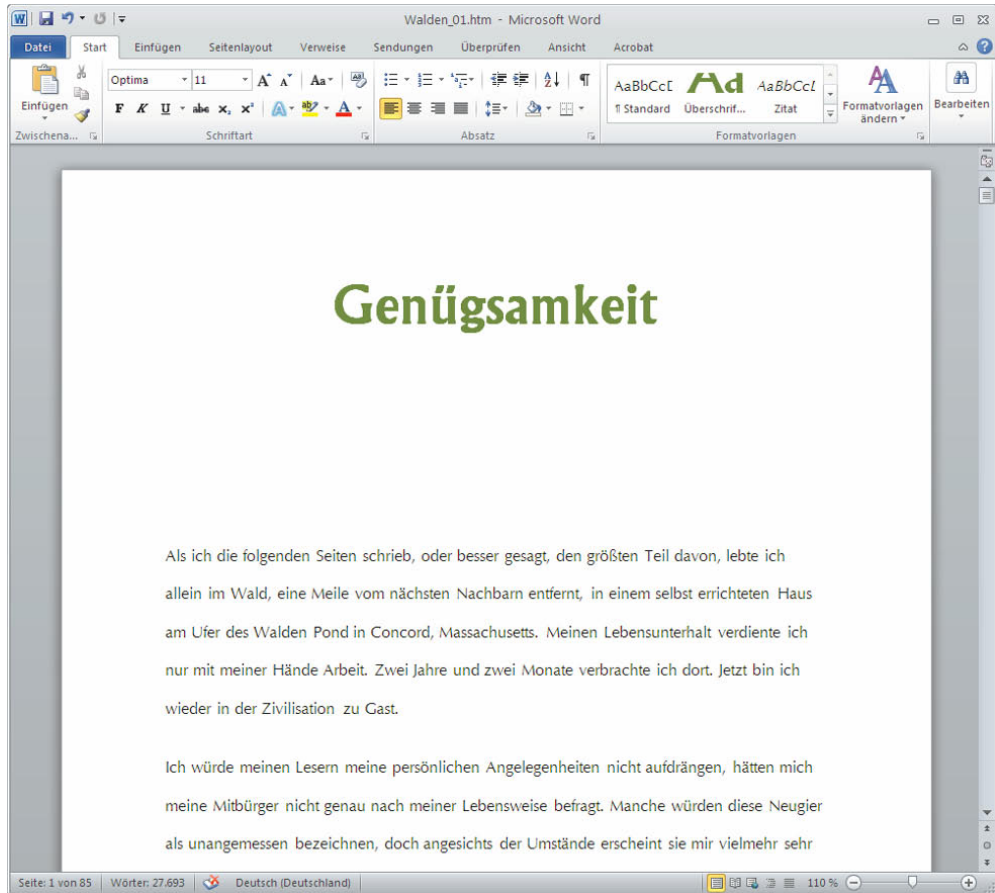 Walden_01.htm - Microsoft Word
Datei Start Einfügen Seitenlayout Verweise Sendungen Überprüfen Ansicht Acrobat
Optima 11
AaBbCcD Ad AaBbCcl
Einfügen
¶ Standard Überschrif... Zitat
Formatvorlagen ändern
Bearbeiten
Zwischena... Schriftart Absatz Formatvorlagen
Genügsamkeit
Als ich die folgenden Seiten schrieb, oder besser gesagt, den größten Teil davon, lebte ich
allein im Wald, eine Meile vom nächsten Nachbarn entfernt, in einem selbst errichteten Haus
am Ufer des Walden Pond in Concord, Massachusetts. Meinen Lebensunterhalt verdiente ich
nur mit meiner Hände Arbeit. Zwei Jahre und zwei Monate verbrachte ich dort. Jetzt bin ich
wieder in der Zivilisation zu Gast.
Ich würde meinen Lesern meine persönlichen Angelegenheiten nicht aufdrängen, hätten mich
meine Mitbürger nicht genau nach meiner Lebensweise befragt. Manche würden diese Neugier
als unangemessen bezeichnen, doch angesichts der Umstände erscheint sie mir vielmehr sehr
Seite: 1 von 85 Wörter: 27.693 Deutsch (Deutschland) 110 %